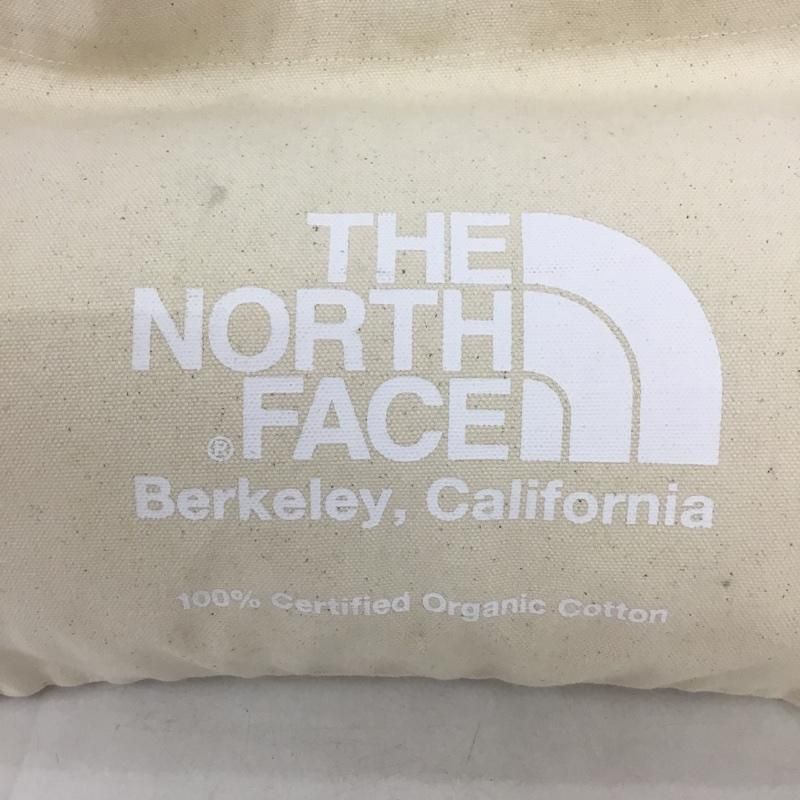 THE
NORTH
®FACE
Berkeley, California
100% Certified Organic Cotton